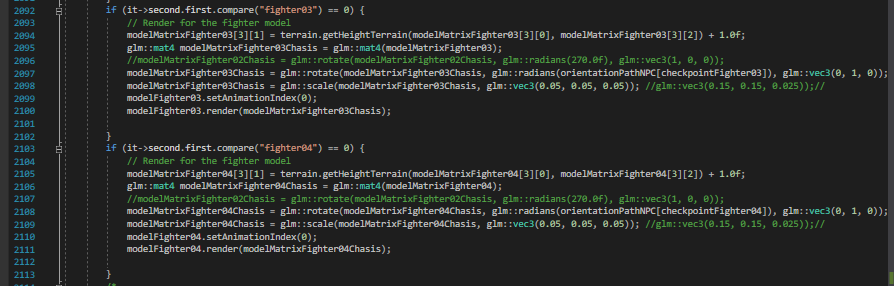 2092 if (it->second.first.compare("fighter03") == 0) {
2093 // Render for the fighter model
2094 modelMatrixFighter03[3][1] = terrain.getHeightTerrain(modelMatrixFighter03[3][0], modelMatrixFighter03[3][2]) + 1.0f;
2095 glm::mat4 modelMatrixFighter03Chasis = glm::mat4(modelMatrixFighter03);
2096 //modelMatrixFighter02Chasis = glm::rotate(modelMatrixFighter02Chasis, glm::radians(270.0f), glm::vec3(1, 0, 0));
2097 modelMatrixFighter03Chasis = glm::rotate(modelMatrixFighter03Chasis, glm::radians(orientationPathNPC[checkpointFighter03]), glm::vec3(0, 1, 0));
2098 modelMatrixFighter03Chasis = glm::scale(modelMatrixFighter03Chasis, glm::vec3(0.05, 0.05, 0.05)); //glm::vec3(0.15, 0.15, 0.025));//
2099 modelFighter03.setAnimationIndex(0);
2100 modelFighter03.render(modelMatrixFighter03Chasis);
2101
2102 }
2103 if (it->second.first.compare("fighter04") == 0) {
2104 // Render for the fighter model
2105 modelMatrixFighter04[3][1] = terrain.getHeightTerrain(modelMatrixFighter04[3][0], modelMatrixFighter04[3][2]) + 1.0f;
2106 glm::mat4 modelMatrixFighter04Chasis = glm::mat4(modelMatrixFighter04);
2107 //modelMatrixFighter02Chasis = glm::rotate(modelMatrixFighter02Chasis, glm::radians(270.0f), glm::vec3(1, 0, 0));
2108 modelMatrixFighter04Chasis = glm::rotate(modelMatrixFighter04Chasis, glm::radians(orientationPathNPC[checkpointFighter04]), glm::vec3(0, 1, 0));
2109 modelMatrixFighter04Chasis = glm::scale(modelMatrixFighter04Chasis, glm::vec3(0.05, 0.05, 0.05)); //glm::vec3(0.15, 0.15, 0.025));//
2110 modelFighter04.setAnimationIndex(0);
2111 modelFighter04.render(modelMatrixFighter04Chasis);
2112
2113 }